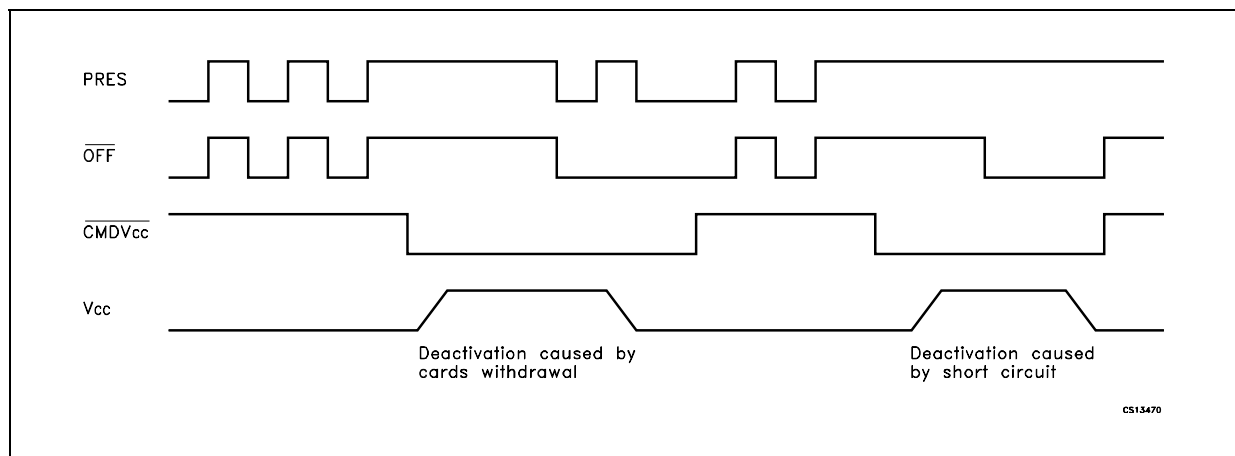 PRES
OFF
CMDVcc
Vcc
Deactivation caused by
cards withdrawal
Deactivation caused
by short circuit
CS13470